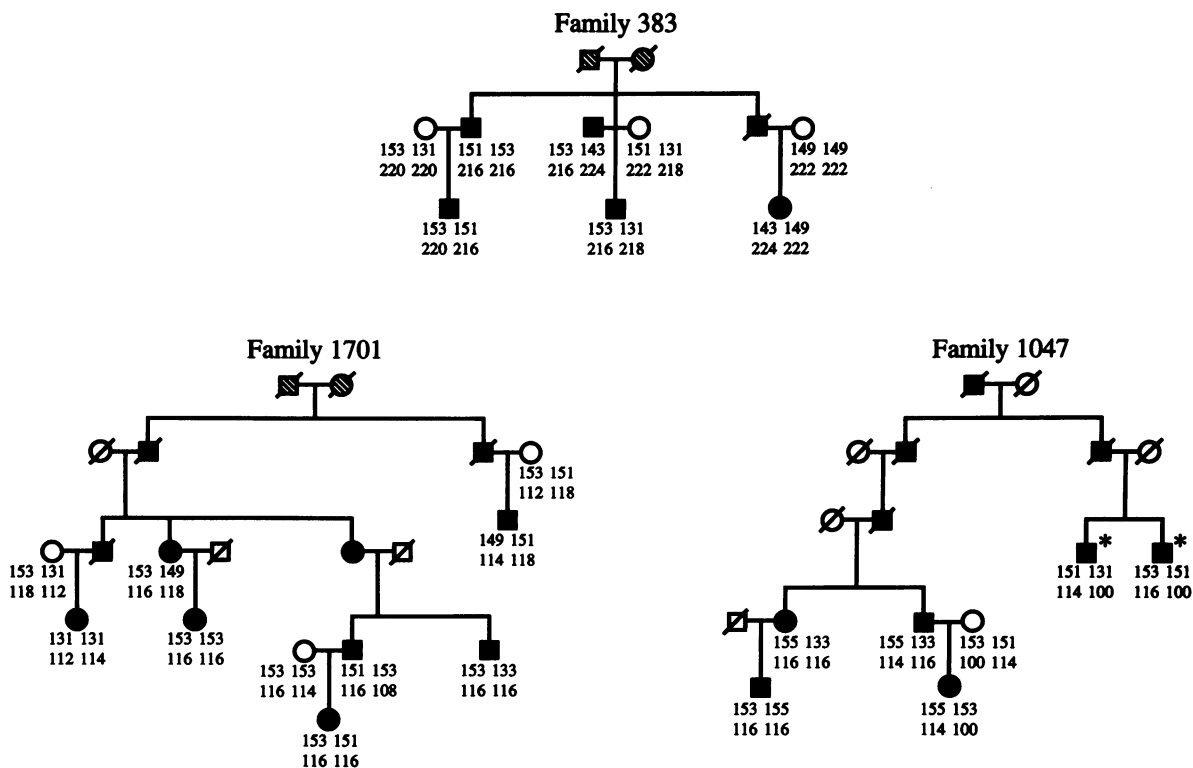 Family 383
153 131 151 153 153 143 151 131 149 149
220 220 216 216 216 224 222 218 222 222
153 151 153 131 143 149
220 216 216 218 224 222
Family 1701
153 151
112 118
149 151
114 118
153 131 153 149
118 112 116 118
131 131 153 153
112 114 116 116
153 153 151 153 153 133
116 114 116 108 116 116
153 151
116 116
Family 1047
* *
151 131 153 151
114 100 116 100
155 133 155 133 153 151
116 116 114 116 100 114
153 155 155 153
116 116 114 100